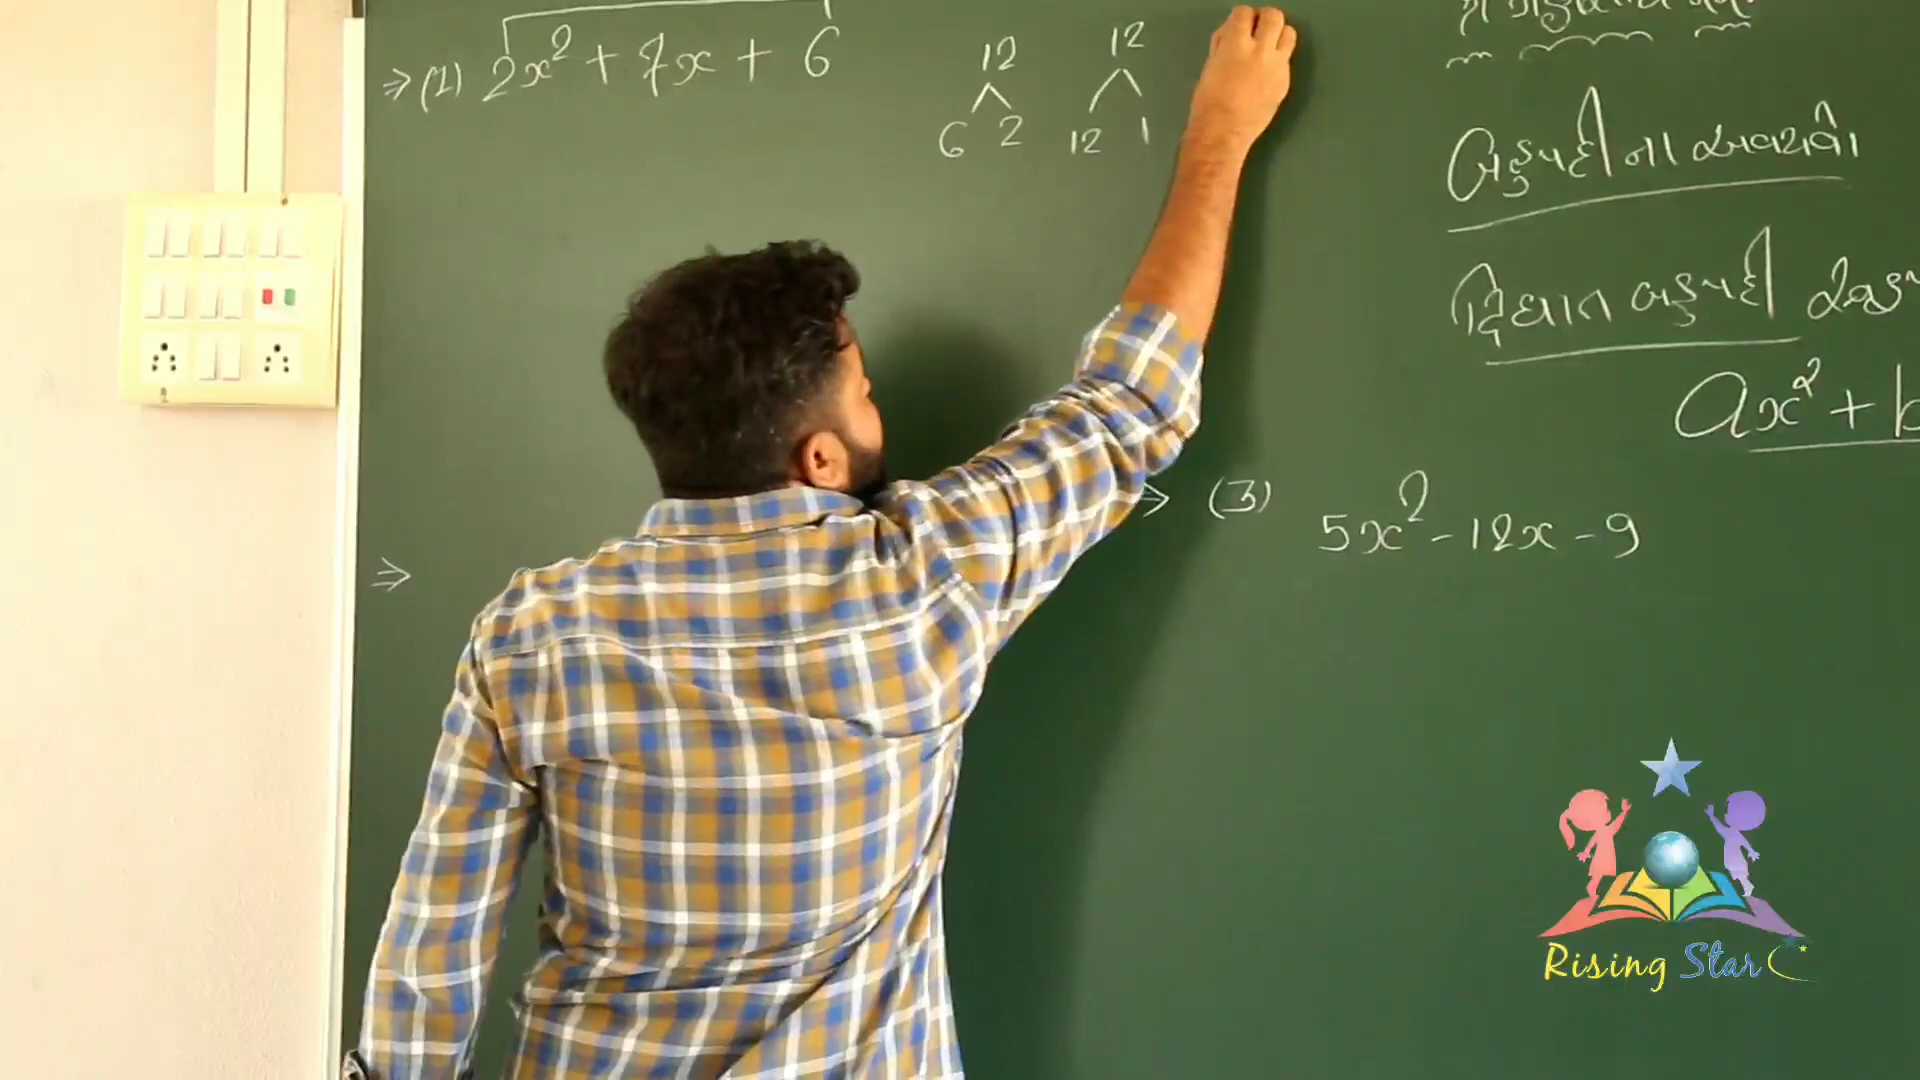 ⇒ (1) 2x² + 7x + 6
12
6 2
12
12 1
બહુપદી ના અવયવો
દ્વિઘાત બહુપદી
ax² + b
⇒ (3) 5x² - 12x - 9
⇒
Rising Star